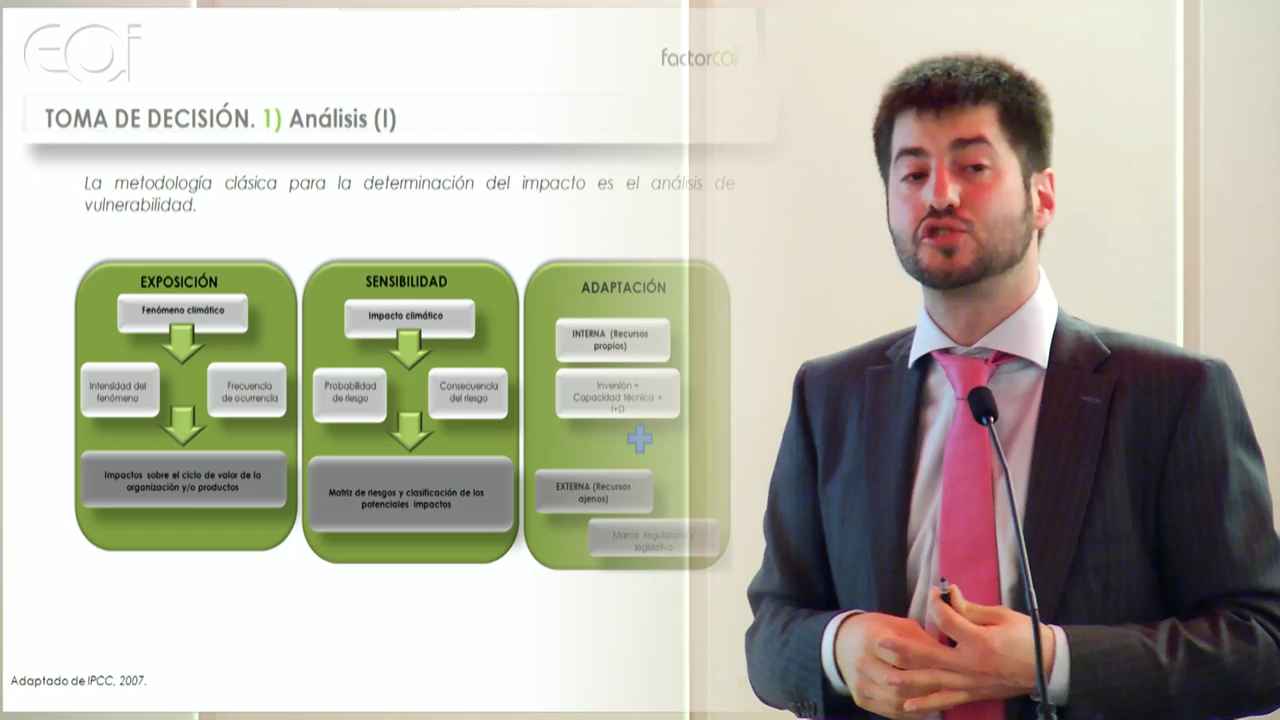 eoi
factorco2
TOMA DE DECISIÓN. 1) Análisis (I)
La metodología clásica para la determinación del impacto es el análisis de
vulnerabilidad.
EXPOSICIÓN
Fenómeno climático
Intensidad del
fenómeno
Frecuencia
de ocurrencia
Impactos sobre el ciclo de valor de la
organización y/o productos
SENSIBILIDAD
Impacto climático
Probabilidad
de riesgo
Consecuencia
del riesgo
Matriz de riesgos y clasificación de los
potenciales impactos
ADAPTACIÓN
INTERNA (Recursos
propios)
Inversión +
Capacidad técnica +
I+D
EXTERNA (Recursos
ajenos)
Marco regulatorio y
legislativo
Adaptado de IPCC, 2007.